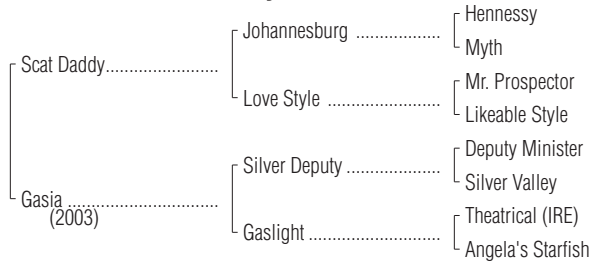 Hennessy
Johannesburg ..................
Myth
Scat Daddy........................
Mr. Prospector
Love Style ........................
Likeable Style
Deputy Minister
Silver Deputy ....................
Silver Valley
Gasia ................................
(2003)
Theatrical (IRE)
Gaslight ............................
Angela's Starfish